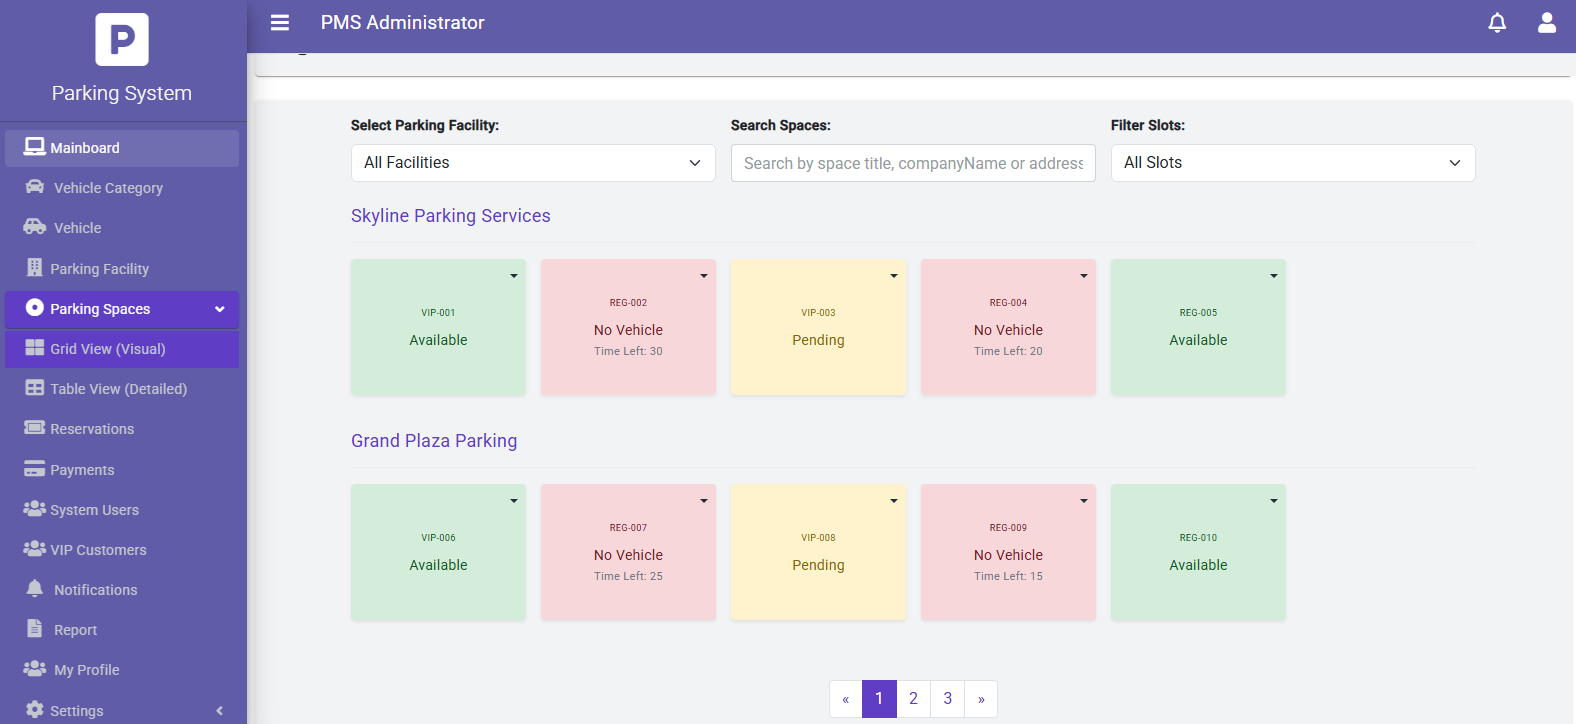 P
Parking System
PMS Administrator
Mainboard
Vehicle Category
Vehicle
Parking Facility
Parking Spaces
Grid View (Visual)
Table View (Detailed)
Reservations
Payments
System Users
VIP Customers
Notifications
Report
My Profile
Settings
Select Parking Facility:
All Facilities
Search Spaces:
Search by space title, companyName or address
Filter Slots:
All Slots
Skyline Parking Services
VIP-001
Available
REG-002
No Vehicle
Time Left: 30
VIP-003
Pending
REG-004
No Vehicle
Time Left: 20
REG-005
Available
Grand Plaza Parking
VIP-006
Available
REG-007
No Vehicle
Time Left: 25
VIP-008
Pending
REG-009
No Vehicle
Time Left: 15
REG-010
Available
« 1 2 3 »